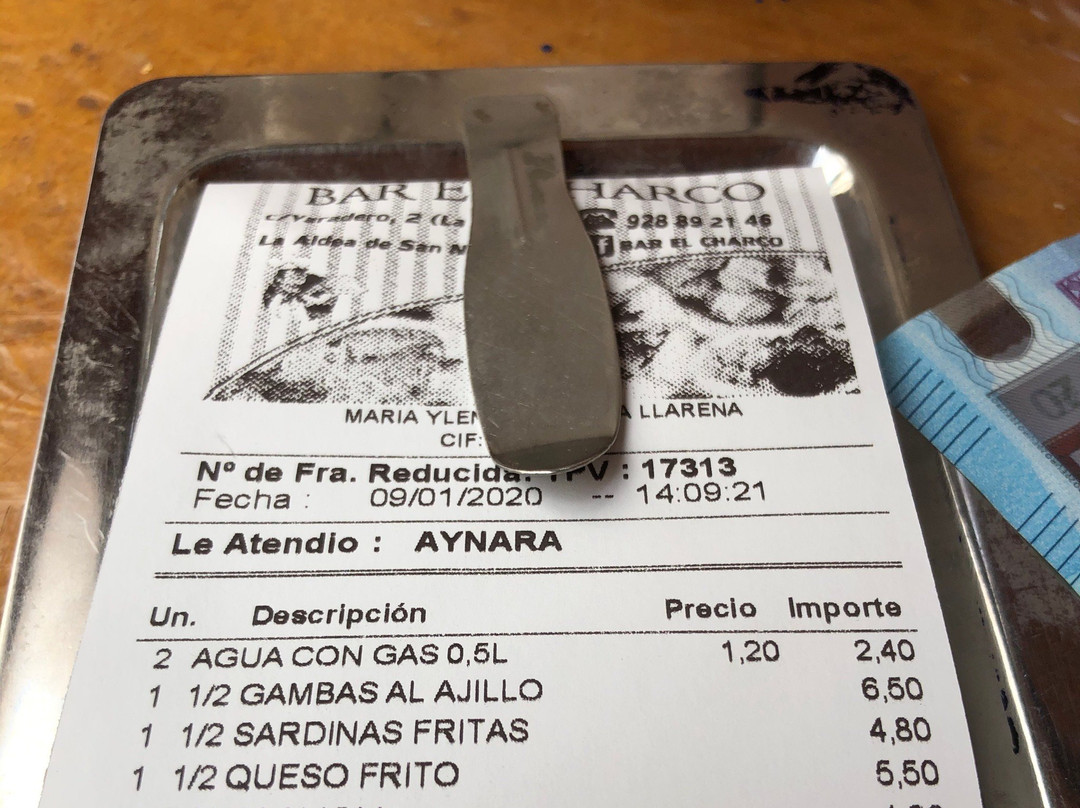 BAR E HARCO
c/Varadero, 2 (La 928 89 21 46
La Aldea de San N f BAR EL CHARCO
MARIA YLEN A LLARENA
CIF:
Nº de Fra. Reducida. TPV : 17313
Fecha : 09/01/2020 -- 14:09:21
Le Atendio : AYNARA
Un. Descripción Precio Importe
2 AGUA CON GAS 0,5L 1,20 2,40
1 1/2 GAMBAS AL AJILLO 6,50
1 1/2 SARDINAS FRITAS 4,80
1 1/2 QUESO FRITO 5,50
20